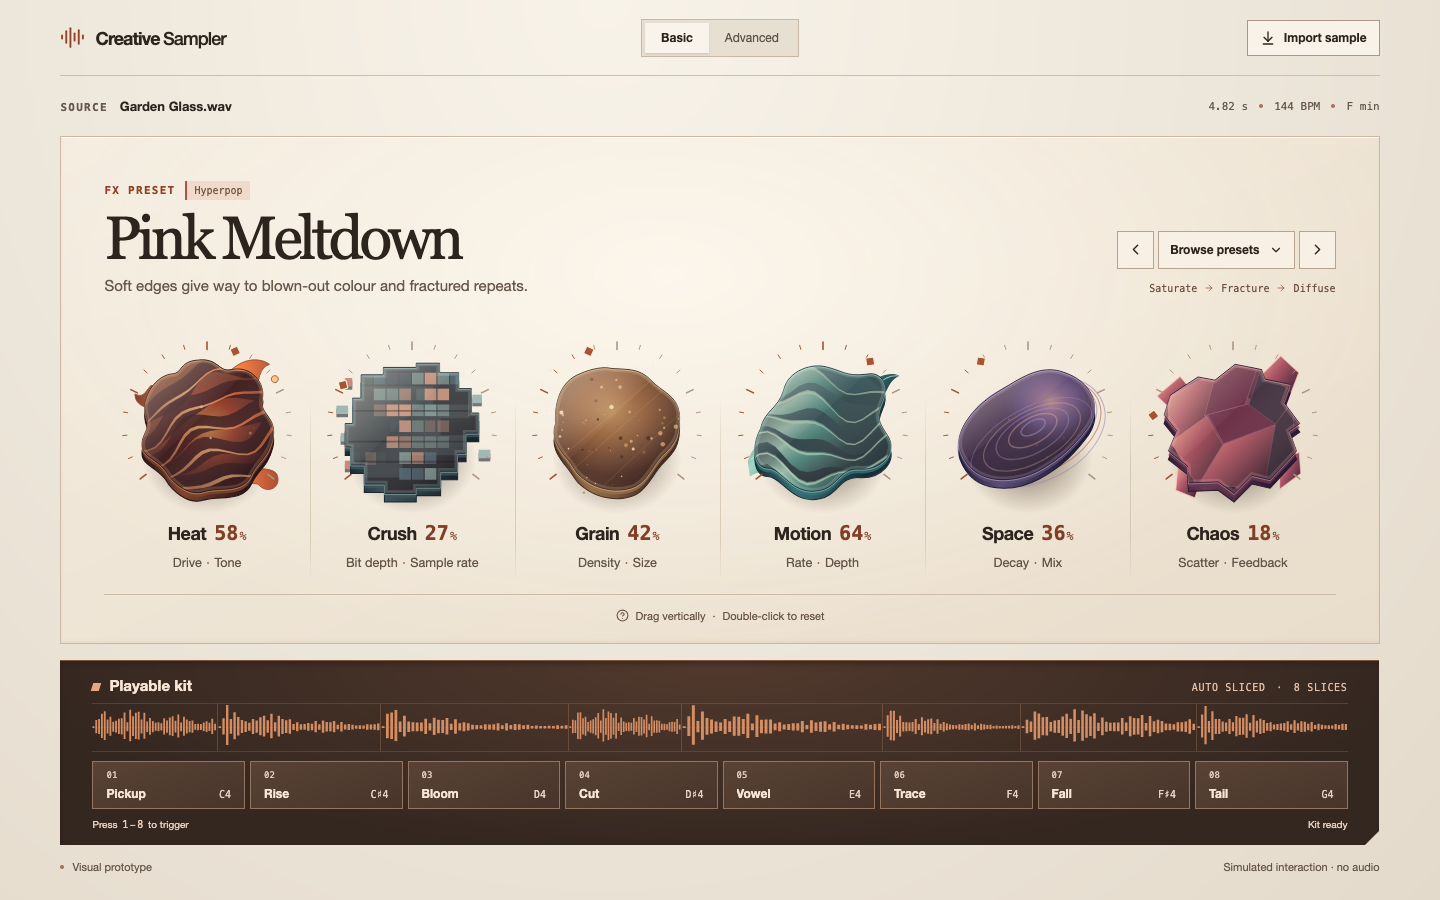 Creative Sampler
Basic Advanced
Import sample
SOURCE Garden Glass.wav
4.82 s • 144 BPM • F min
FX PRESET Hyperpop
Pink Meltdown
Soft edges give way to blown-out colour and fractured repeats.
Browse presets
Saturate → Fracture → Diffuse
Heat 58%
Drive · Tone
Crush 27%
Bit depth · Sample rate
Grain 42%
Density · Size
Motion 64%
Rate · Depth
Space 36%
Decay · Mix
Chaos 18%
Scatter · Feedback
Drag vertically · Double-click to reset
Playable kit
AUTO SLICED · 8 SLICES
01
Pickup C4
02
Rise C♯4
03
Bloom D4
04
Cut D♯4
05
Vowel E4
06
Trace F4
07
Fall F♯4
08
Tail G4
Press 1–8 to trigger
Kit ready
• Visual prototype
Simulated interaction · no audio